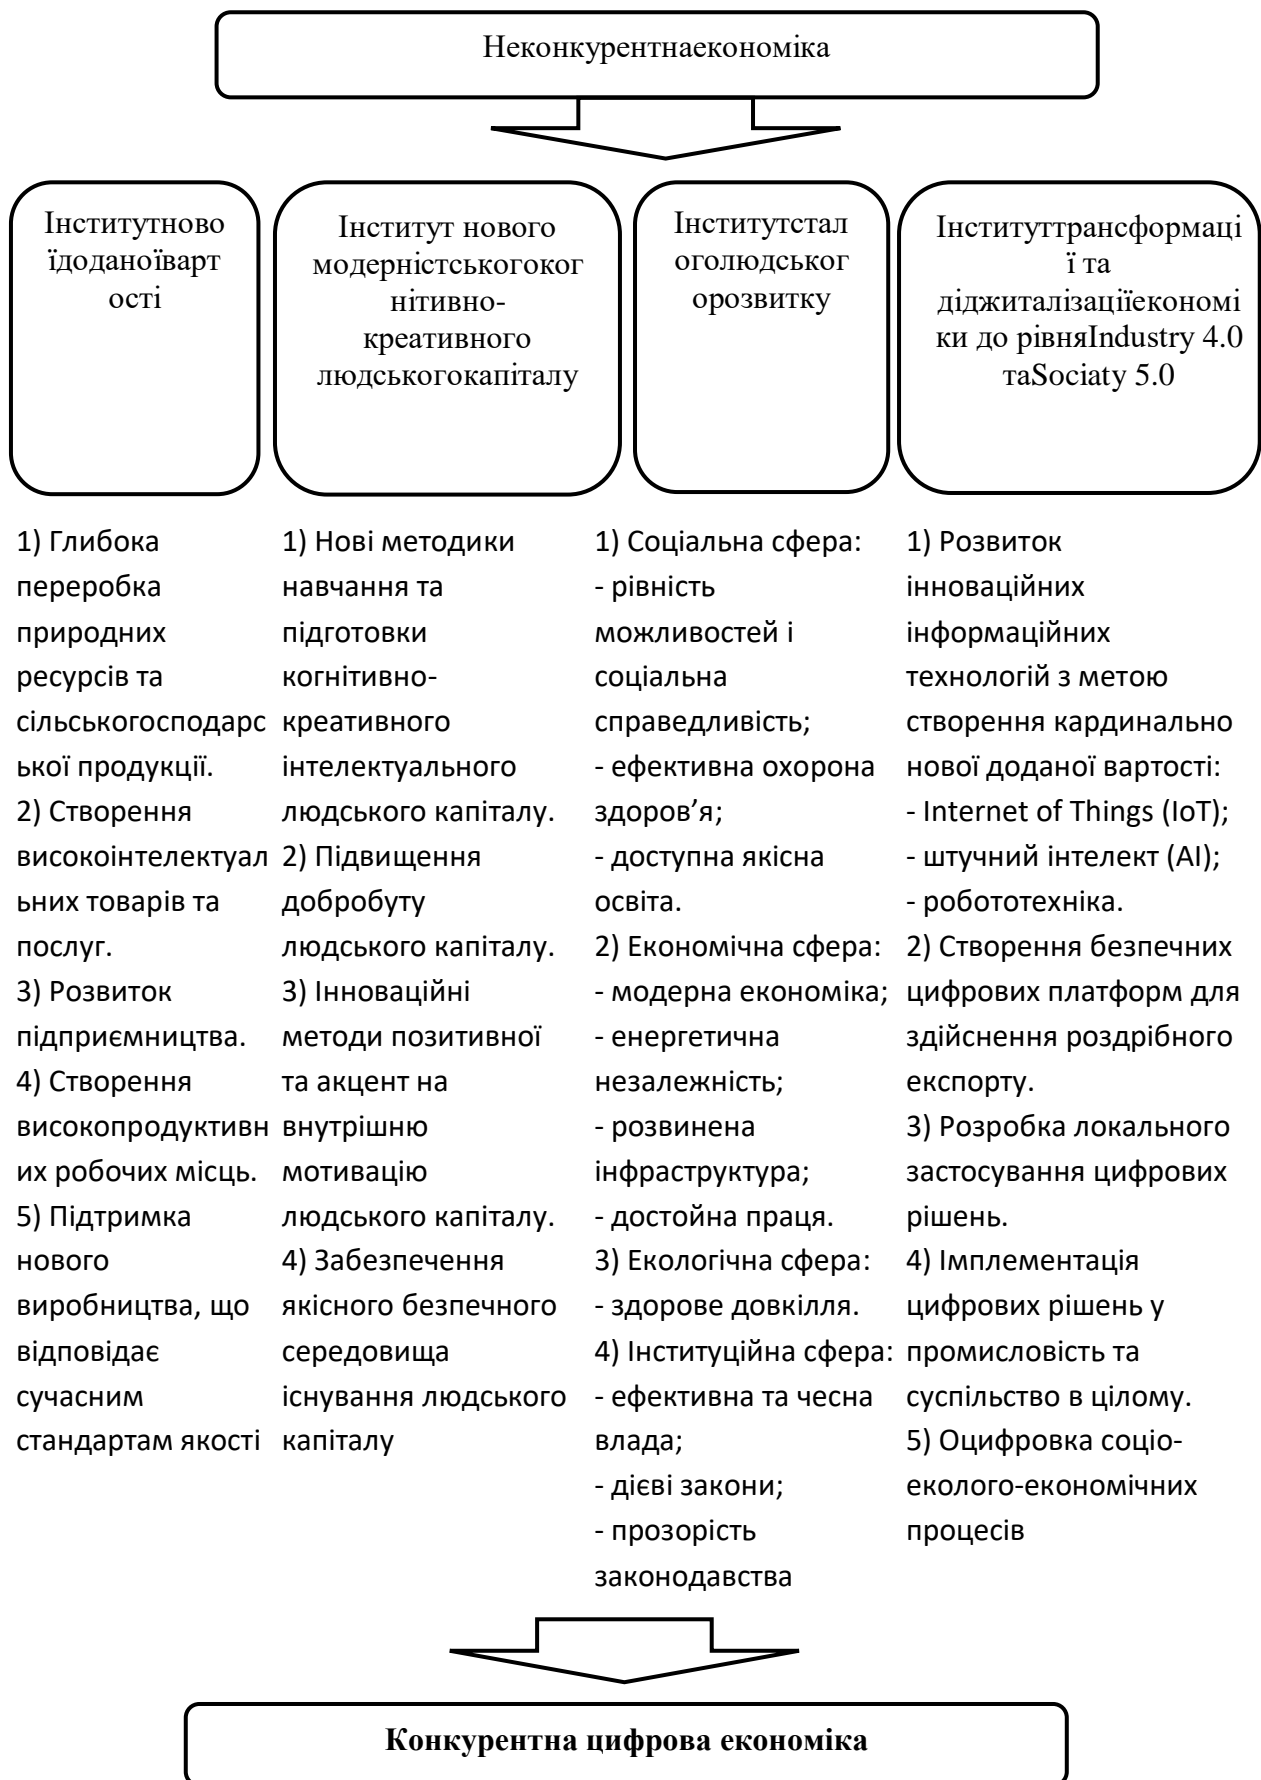 Неконкурентнаекономіка
Інститутново
їдоданоївварт
ості
Інститут нового
модерністськогоког
нітивно-
креативного
людськогокапіталу
Інститутстал
оголюдськог
орозвитку
Інституттрансформаці
ї та
діджиталізаціїекономі
ки до рівняIndustry 4.0
таSociaty 5.0
1) Глибока
переробка
природних
ресурсів та
сільськогосподарс
ької продукції.
2) Створення
високоінтелектуал
ьних товарів та
послуг.
3) Розвиток
підприємництва.
4) Створення
високопродуктивн
их робочих місць.
5) Підтримка
нового
виробництва, що
відповідає
сучасним
стандартам якості
1) Нові методики
навчання та
підготовки
когнітивно-
креативного
інтелектуального
людського капіталу.
2) Підвищення
добробуту
людського капіталу.
3) Інноваційні
методи позитивної
та акцент на
внутрішню
мотивацію
людського капіталу.
4) Забезпечення
якісного безпечного
середовища
існування людського
капіталу
1) Соціальна сфера:
- рівність
можливостей і
соціальна
справедливість;
- ефективна охорона
здоров’я;
- доступна якісна
освіта.
2) Економічна сфера:
- модерна економіка;
- енергетична
незалежність;
- розвинена
інфраструктура;
- достойна праця.
3) Екологічна сфера:
- здорове довкілля.
4) Інституційна сфера:
- ефективна та чесна
влада;
- дієві закони;
- прозорість
законодавства
1) Розвиток
інноваційних
інформаційних
технологій з метою
створення кардинально
нової доданої вартості:
- Internet of Things (IoT);
- штучний інтелект (AI);
- робототехніка.
2) Створення безпечних
цифрових платформ для
здійснення роздрібного
експорту.
3) Розробка локального
застосування цифрових
рішень.
4) Імплементація
цифрових рішень у
промисловість та
суспільство в цілому.
5) Оцифровка соціо-
еколого-економічних
процесів
Конкурентна цифрова економіка